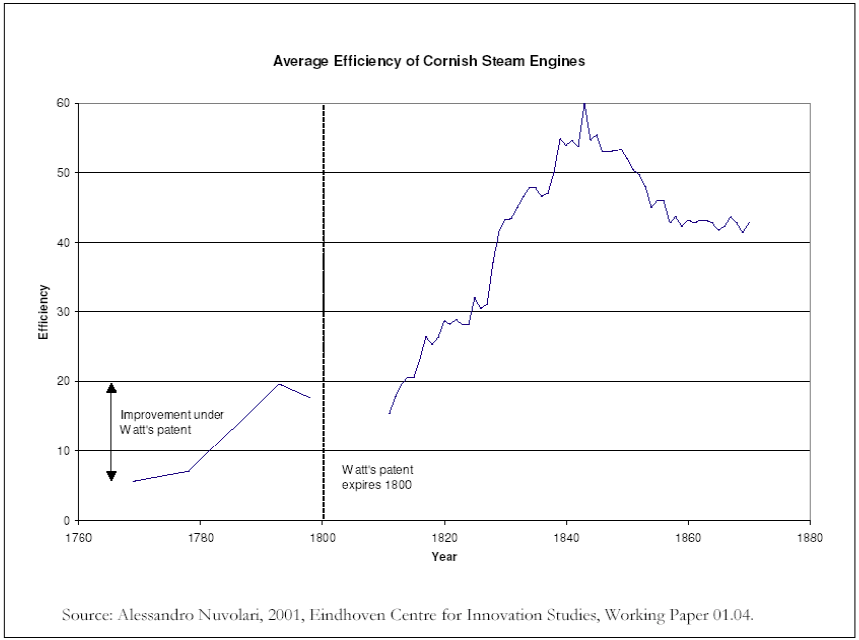 Average Efficiency of Cornish Steam Engines
60
50
40
30
20
10
0
Efficiency
Improvement under
Watt's patent
Watt's patent
expires 1800
1760
1780
1800
1820
1840
1860
1880
Year
Source: Alessandro Nuvolari, 2001, Eindhoven Centre for Innovation Studies, Working Paper 01.04.